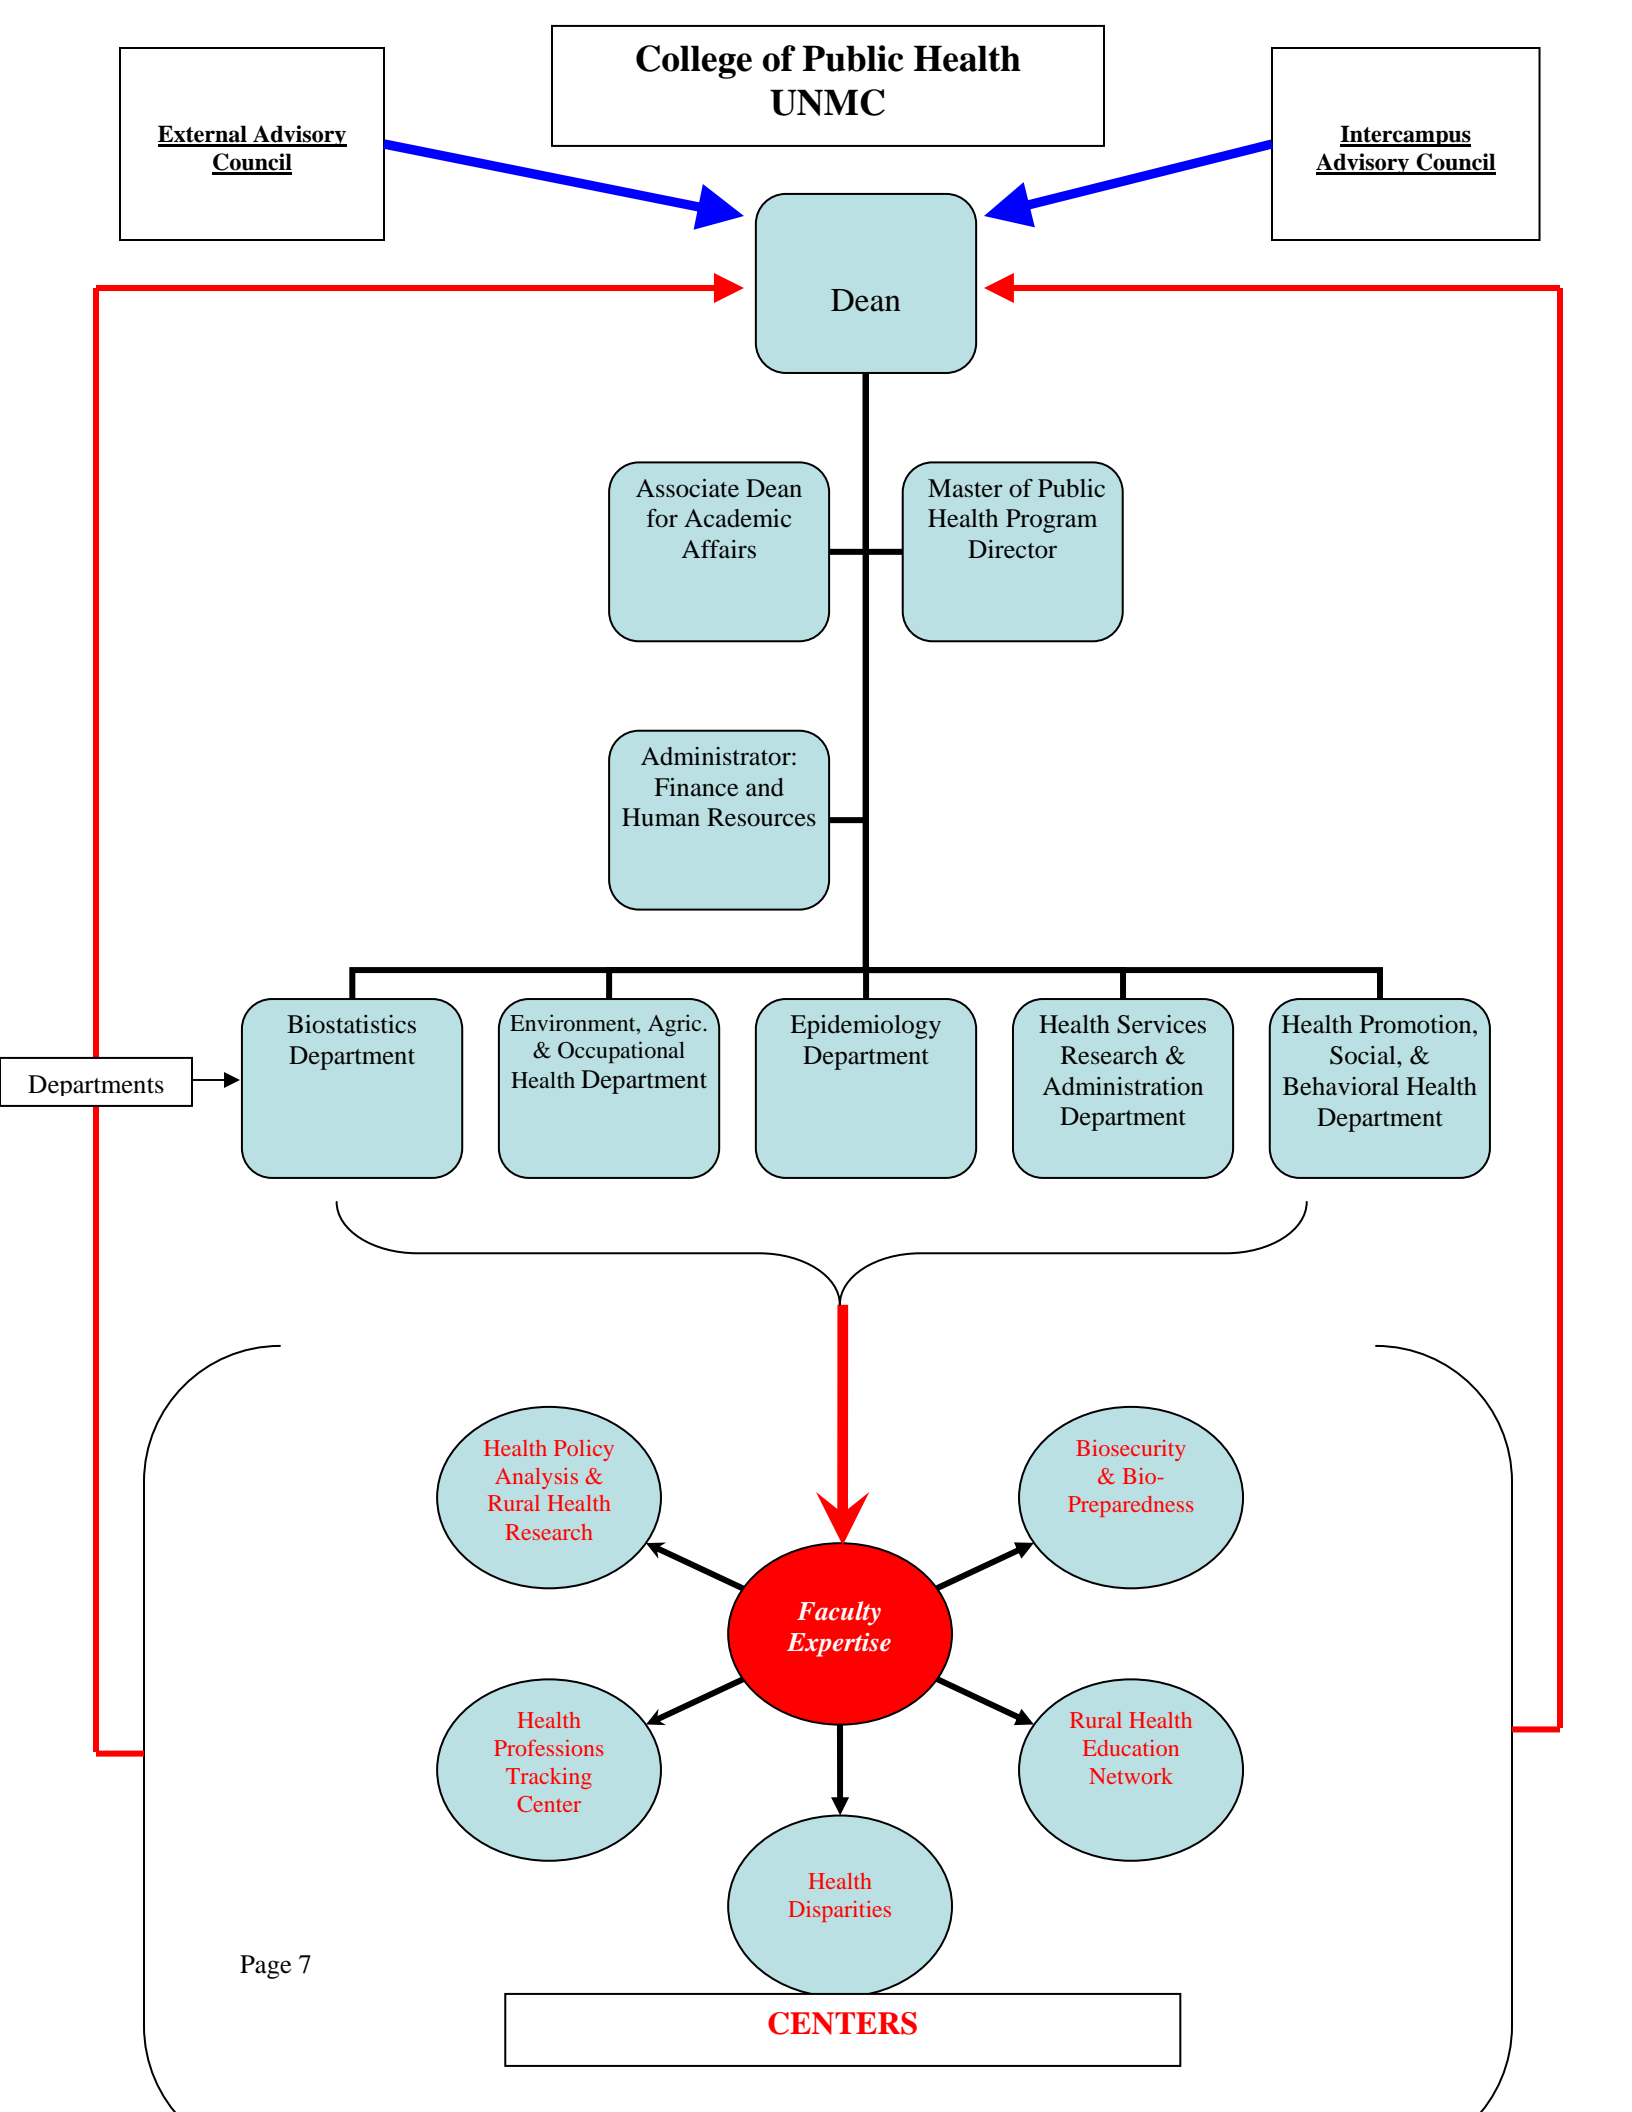 College of Public Health
UNMC
External Advisory
Council
Intercampus
Advisory Council
Dean
Associate Dean
for Academic
Affairs
Master of Public
Health Program
Director
Administrator:
Finance and
Human Resources
Departments
Biostatistics
Department
Environment, Agric.
& Occupational
Health Department
Epidemiology
Department
Health Services
Research &
Administration
Department
Health Promotion,
Social, &
Behavioral Health
Department
Health Policy
Analysis &
Rural Health
Research
Biosecurity
& Bio-
Preparedness
Faculty
Expertise
Health
Professions
Tracking
Center
Rural Health
Education
Network
Health
Disparities
Page 7
CENTERS